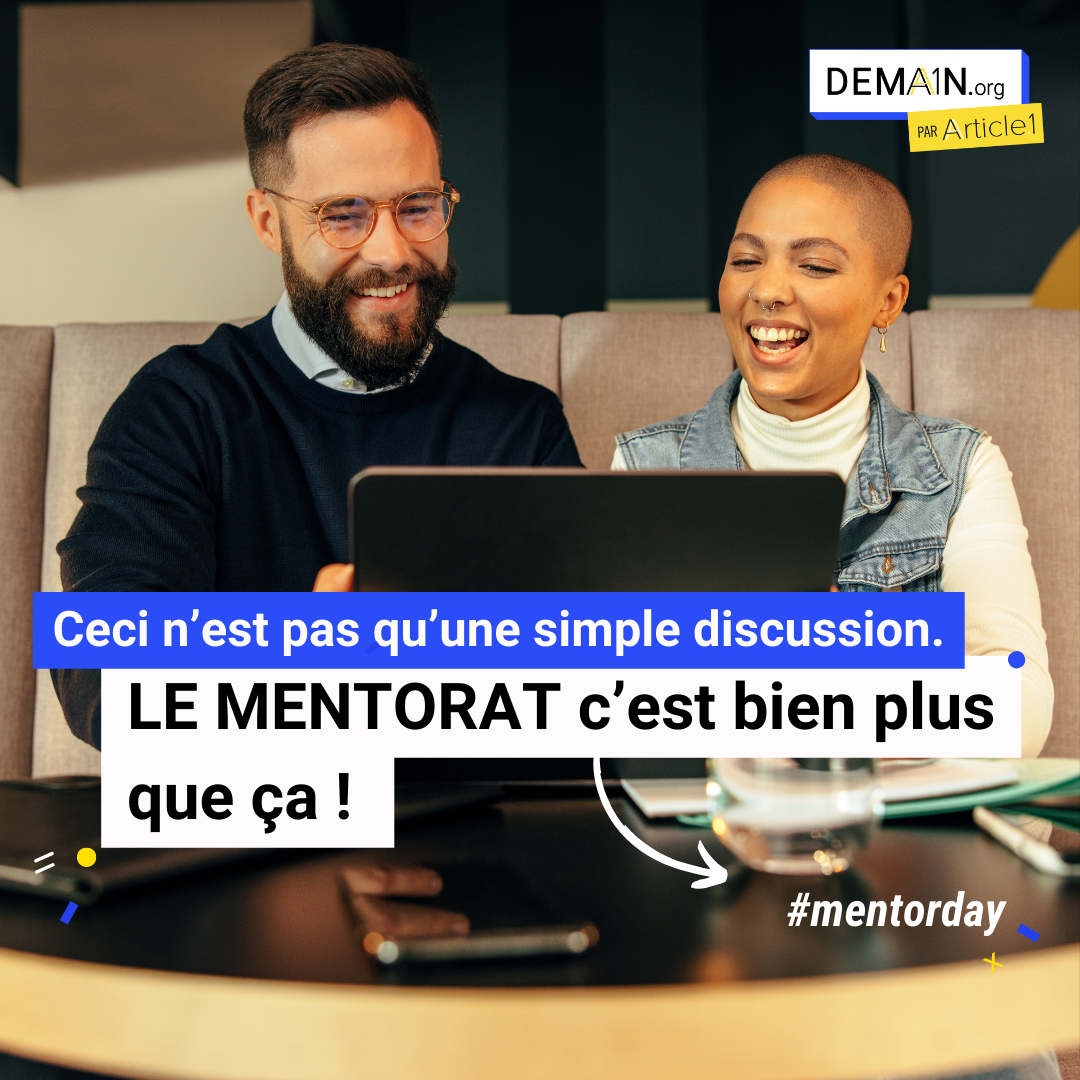 DEMA1N.org
PAR Article1
Ceci n’est pas qu’une simple discussion.
LE MENTORAT c’est bien plus
que ça !
#mentorday